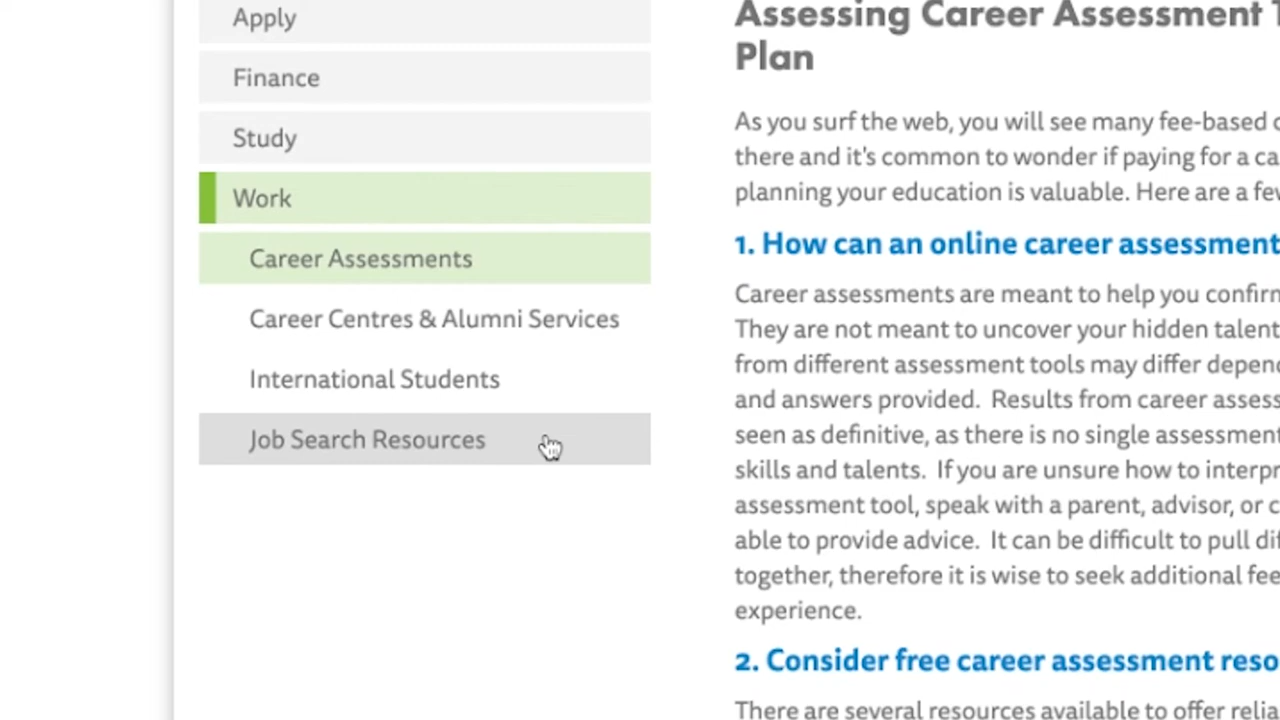 Apply
Finance
Study
Work
Career Assessments
Career Centres & Alumni Services
International Students
Job Search Resources
Assessing Career Assessment
Plan
As you surf the web, you will see many fee-based
there and it's common to wonder if paying for a
planning your education is valuable. Here are a
1. How can an online career assessment
Career assessments are meant to help you confirm
They are not meant to uncover your hidden talent
from different assessment tools may differ
and answers provided. Results from career
seen as definitive, as there is no single assessment
skills and talents. If you are unsure how to
assessment tool, speak with a parent, advisor, or
able to provide advice. It can be difficult to pull
together, therefore it is wise to seek additional
experience.
2. Consider free career assessment
There are several resources available to offer